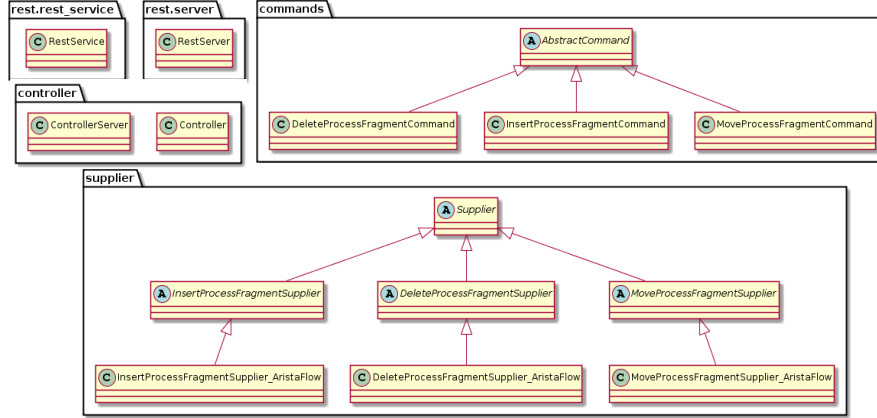 rest.rest_service
C RestService
rest.server
C RestServer
commands
A AbstractCommand
C DeleteProcessFragmentCommand
C InsertProcessFragmentCommand
C MoveProcessFragmentCommand
controller
C ControllerServer
C Controller
supplier
A Supplier
A InsertProcessFragmentSupplier
A DeleteProcessFragmentSupplier
A MoveProcessFragmentSupplier
C InsertProcessFragmentSupplier_AristaFlow
C DeleteProcessFragmentSupplier_AristaFlow
C MoveProcessFragmentSupplier_AristaFlow